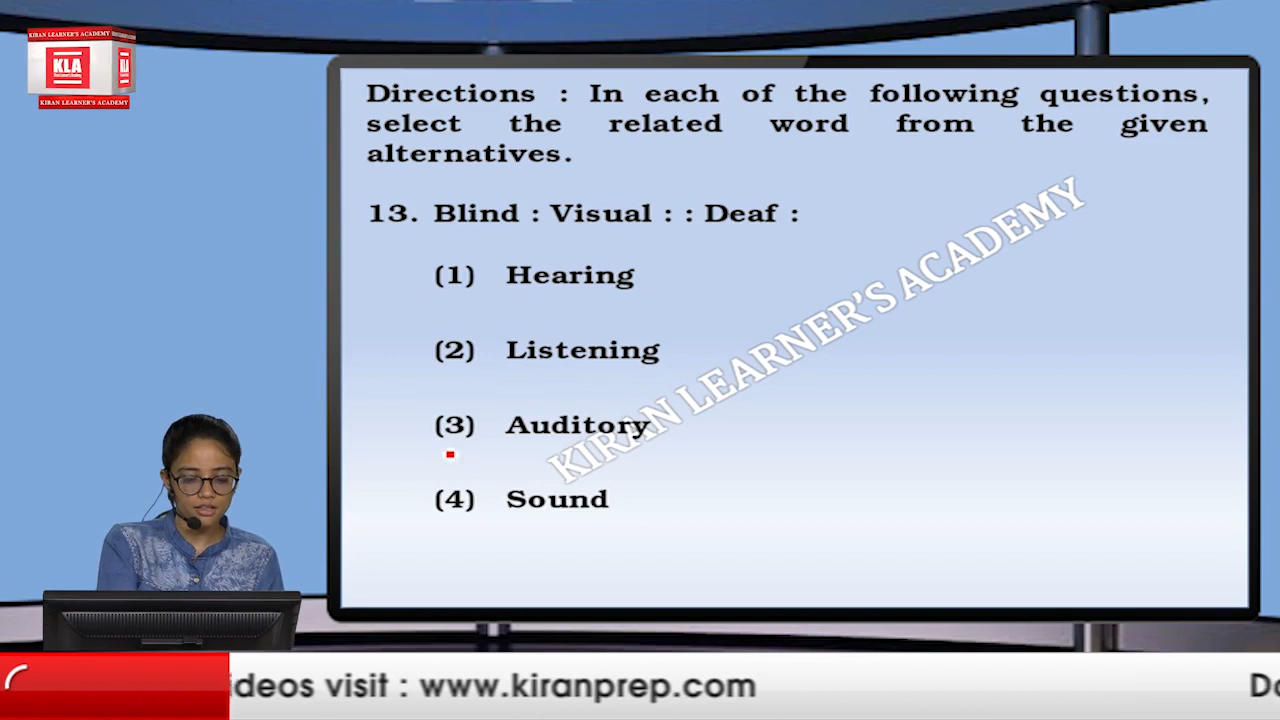 KIRAN LEARNER'S ACADEMY
KLA
KIRAN LEARNER'S ACADEMY
Directions : In each of the following questions,
select the related word from the given
alternatives.
13. Blind : Visual : : Deaf :
(1) Hearing
(2) Listening
(3) Auditory
(4) Sound
KIRAN LEARNER'S ACADEMY
ideos visit : www.kiranprep.com